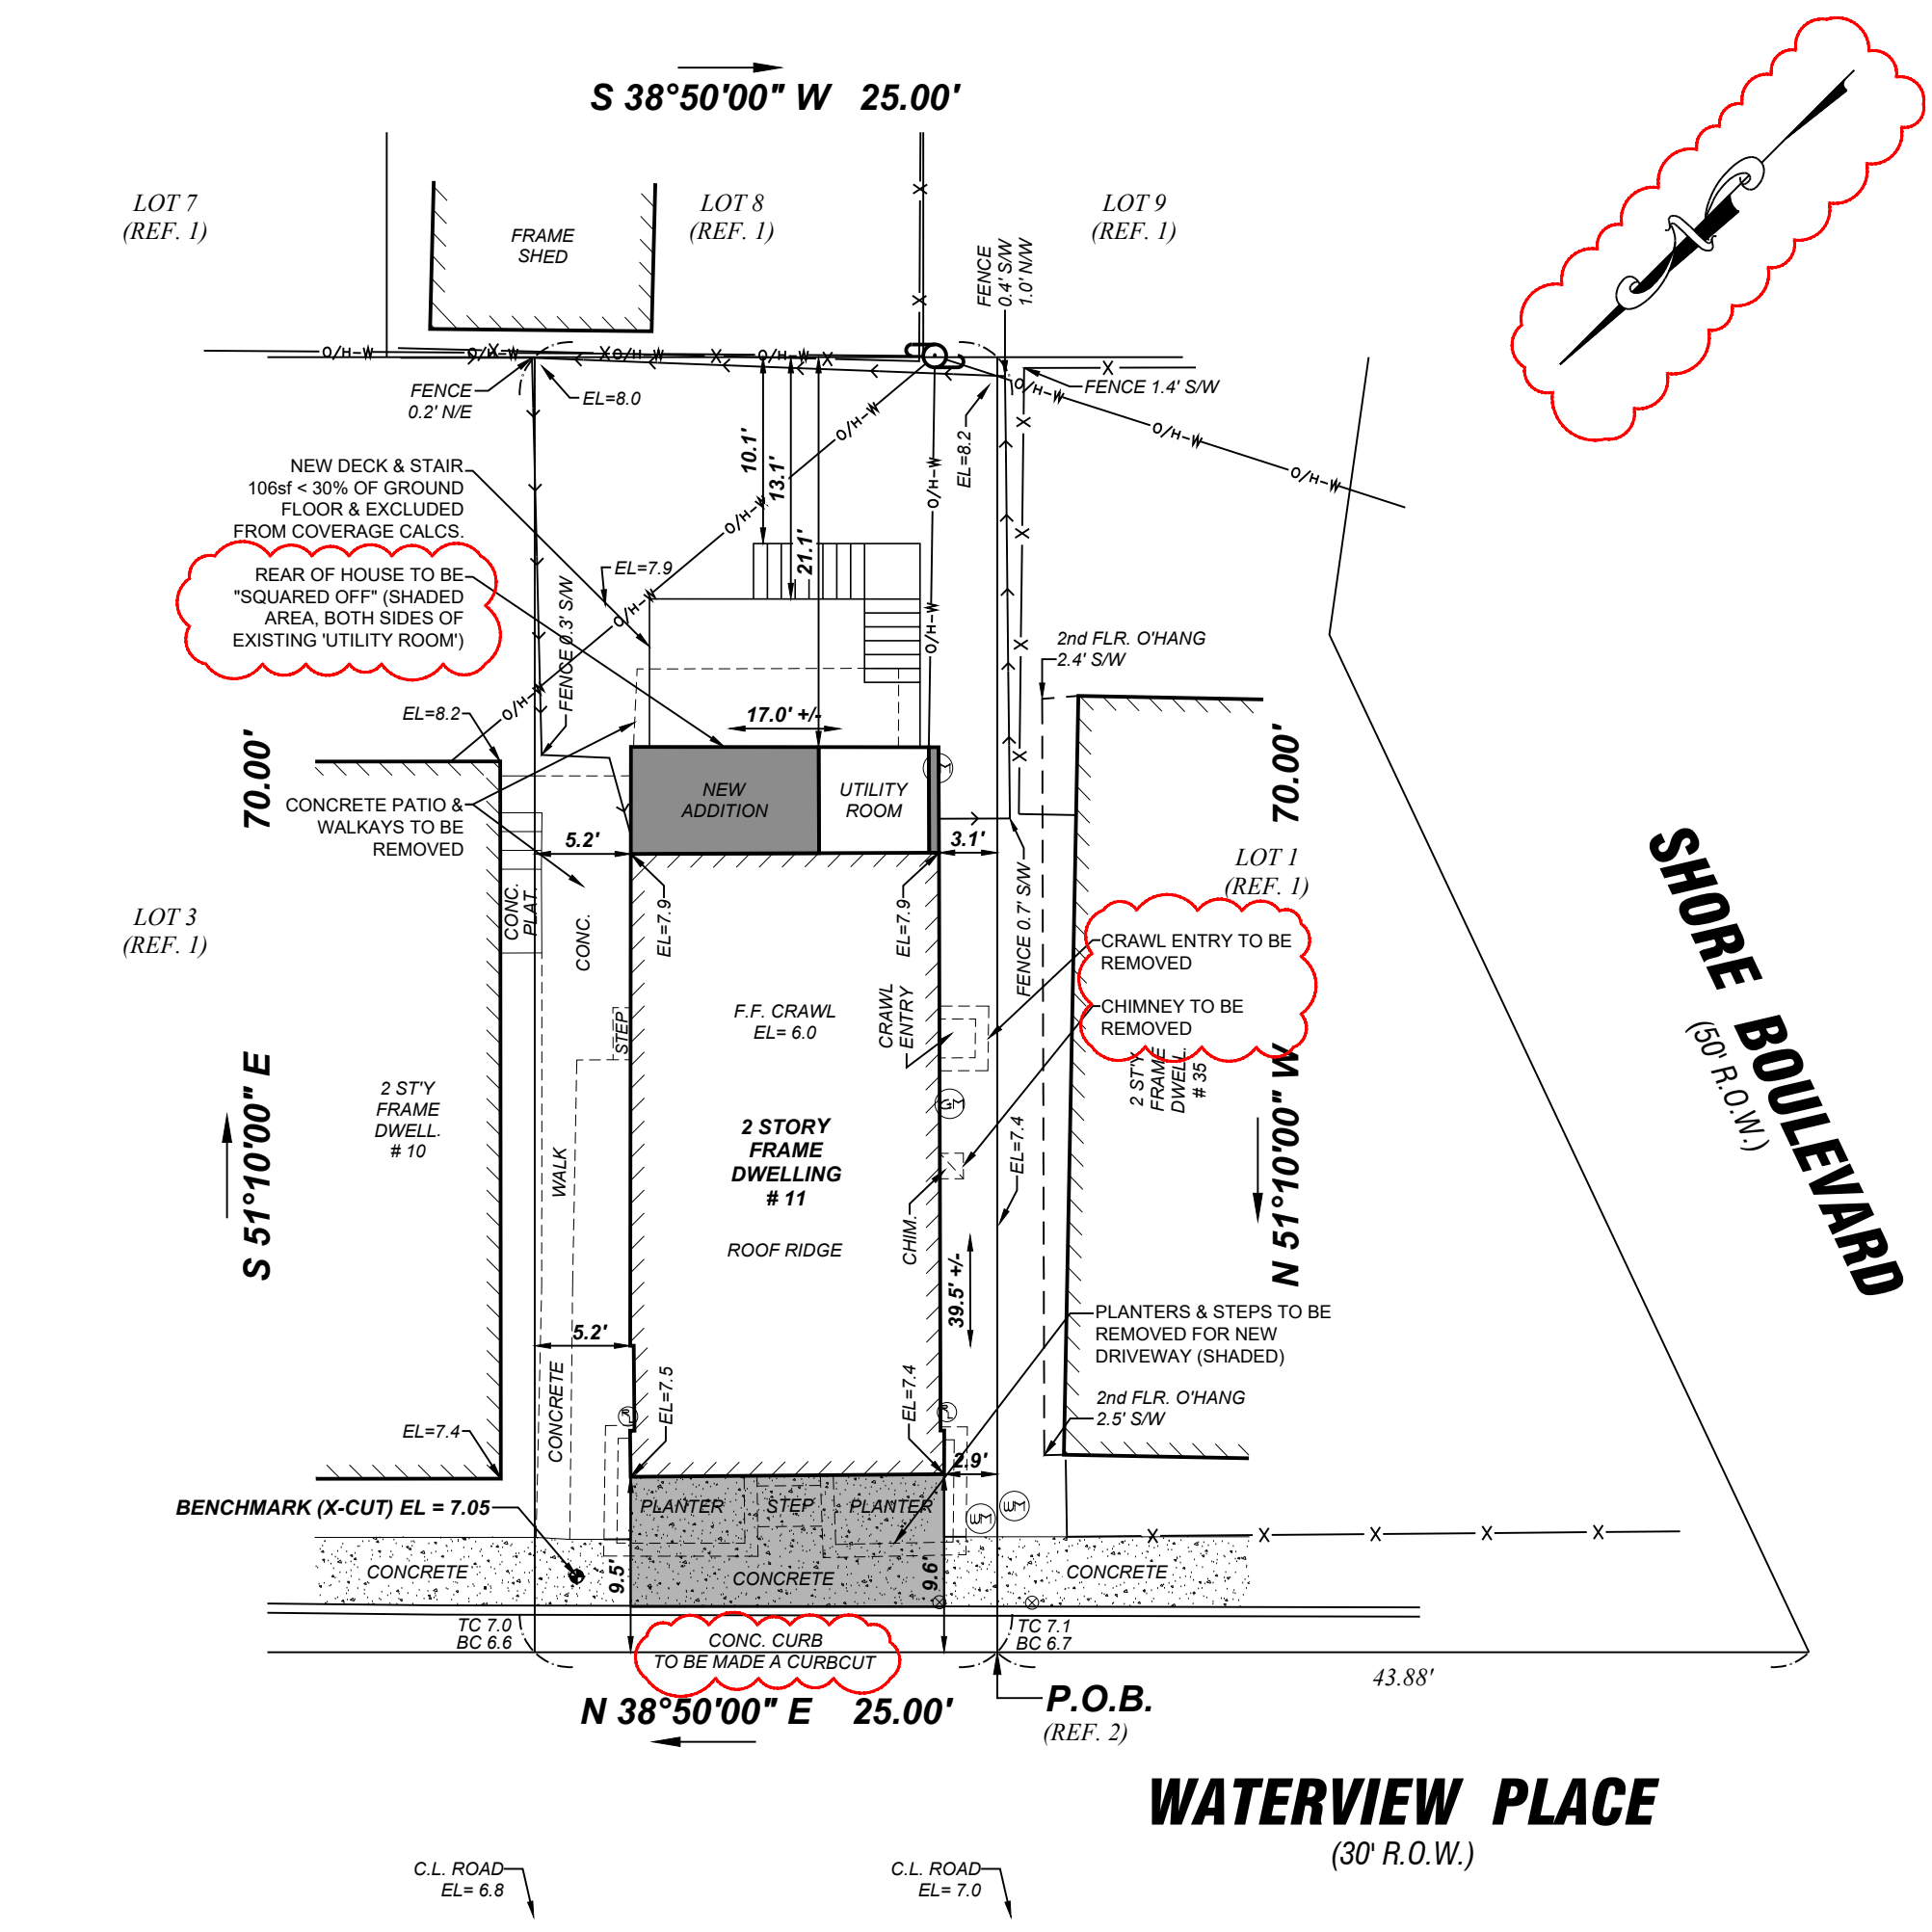 S 38°50'00" W 25.00'
LOT 7
(REF. 1)
LOT 8
(REF. 1)
LOT 9
(REF. 1)
FRAME
SHED
FENCE
0.4' S/W
1.0' N/W
O/H-W
O/H-W
O/H-W
O/H-W
FENCE
0.2' N/E
EL=8.0
EL=8.2
FENCE 1.4' S/W
O/H-W
O/H-W
O/H-W
O/H-W
O/H-W
O/H-W
O/H-W
O/H-W
O/H-W
10.1'
13.1'
21.1'
NEW DECK & STAIR
106sf < 30% OF GROUND
FLOOR & EXCLUDED
FROM COVERAGE CALCS.
REAR OF HOUSE TO BE
"SQUARED OFF" (SHADED
AREA, BOTH SIDES OF
EXISTING 'UTILITY ROOM')
EL=7.9
FENCE 0.3' S/W
2nd FLR. O'HANG
2.4' S/W
EL=8.2
17.0' +/-
70.00'
70.00'
CONCRETE PATIO &
WALKAYS TO BE
REMOVED
NEW
ADDITION
UTILITY
ROOM
5.2'
3.1'
LOT 1
(REF. 1)
LOT 3
(REF. 1)
CONC.
PLAT.
CONC.
EL=7.9
EL=7.9
FENCE 0.7' S/W
CRAWL ENTRY TO BE
REMOVED
CHIMNEY TO BE
REMOVED
F.F. CRAWL
EL= 6.0
CRAWL
ENTRY
STEP
2 ST'Y
FRAME
DWELL.
# 35
SHORE BOULEVARD
(50' R.O.W.)
S 51°10'00" E
N 51°10'00" W
2 ST'Y
FRAME
DWELL.
# 10
2 STORY
FRAME
DWELLING
# 11
ROOF RIDGE
WALK
EL=7.4
CHIM.
39.5' +/-
PLANTERS & STEPS TO BE
REMOVED FOR NEW
DRIVEWAY (SHADED)
5.2'
CONCRETE
EL=7.5
EL=7.4
2nd FLR. O'HANG
2.5' S/W
EL=7.4
2.9'
BENCHMARK (X-CUT) EL = 7.05
PLANTER
STEP
PLANTER
WM
WM
CONCRETE
9.5'
CONCRETE
9.6'
CONCRETE
TC 7.0
BC 6.6
CONC. CURB
TO BE MADE A CURBCUT
TC 7.1
BC 6.7
43.88'
N 38°50'00" E 25.00'
P.O.B.
(REF. 2)
WATERVIEW PLACE
(30' R.O.W.)
C.L. ROAD
EL= 6.8
C.L. ROAD
EL= 7.0